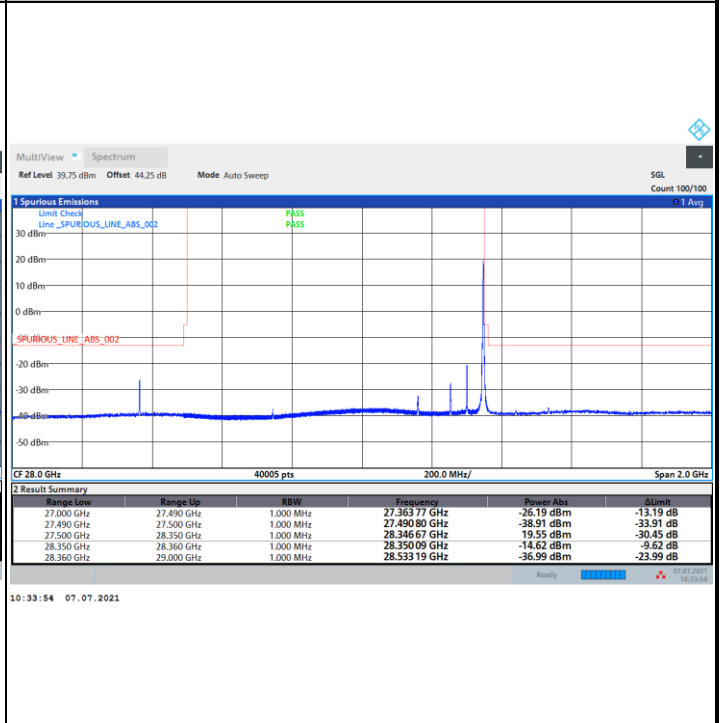 MultiView Spectrum
Ref Level 39.75 dBm Offset 44.25 dB Mode Auto Sweep SGL
Count 100/100
1 Spurious Emissions 1 Avg
Limit Check PASS
Line _SPURIOUS_LINE_ABS_002 PASS
30 dBm
20 dBm
10 dBm
0 dBm
_SPURIOUS_LINE_ABS_002
-20 dBm
-30 dBm
-40 dBm
-50 dBm
CF 28.0 GHz 40005 pts 200.0 MHz/ Span 2.0 GHz
2 Result Summary
Range Low Range Up RBW Frequency Power Abs ΔLimit
27.000 GHz 27.490 GHz 1.000 MHz 27.363 77 GHz -26.19 dBm -13.19 dB
27.490 GHz 27.500 GHz 1.000 MHz 27.490 80 GHz -38.91 dBm -33.91 dB
27.500 GHz 28.350 GHz 1.000 MHz 28.346 67 GHz 19.55 dBm -30.45 dB
28.350 GHz 28.360 GHz 1.000 MHz 28.350 09 GHz -14.62 dBm -9.62 dB
28.360 GHz 29.000 GHz 1.000 MHz 28.533 19 GHz -36.99 dBm -23.99 dB
Ready 07.07.2021
10:33:54
10:33:54 07.07.2021